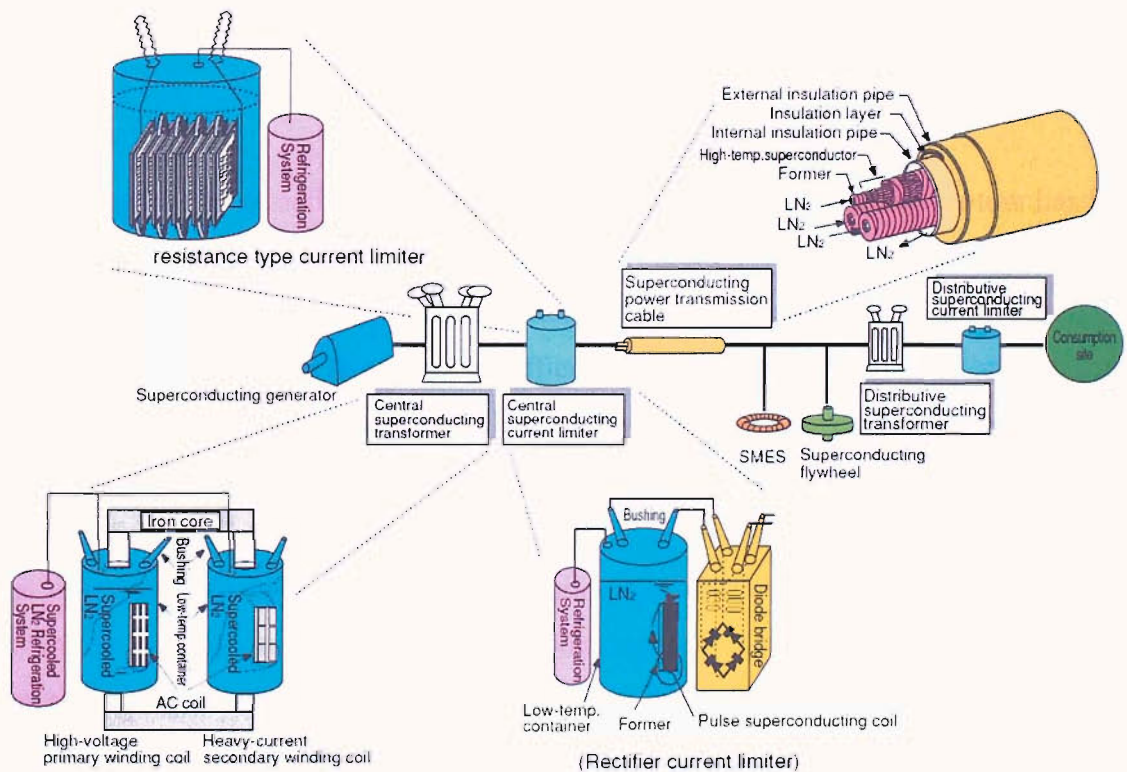 Refrigeration
System
resistance type current limiter
External insulation pipe
Insulation layer
Internal insulation pipe
High-temp.superconductor
Former
LN₂
LN₂
LN₂
LN₂
Superconducting
power transmission
cable
Distributive
superconducting
current limiter
Consumption
site
Superconducting generator
Central
superconducting
transformer
Central
superconducting
current limiter
Distributive
superconducting
transformer
SMES
Superconducting
flywheel
Iron core
Bushing
Low-temp.container
Supercooled
LN₂ Refrigeration
System
Supercooled
LN₂
Supercooled
LN₂
AC coil
High-voltage
primary winding coil
Heavy-current
secondary winding coil
Bushing
Refrigeration
System
LN₂
Diode bridge
Low-temp.
container
Former
Pulse superconducting coil
(Rectifier current limiter)